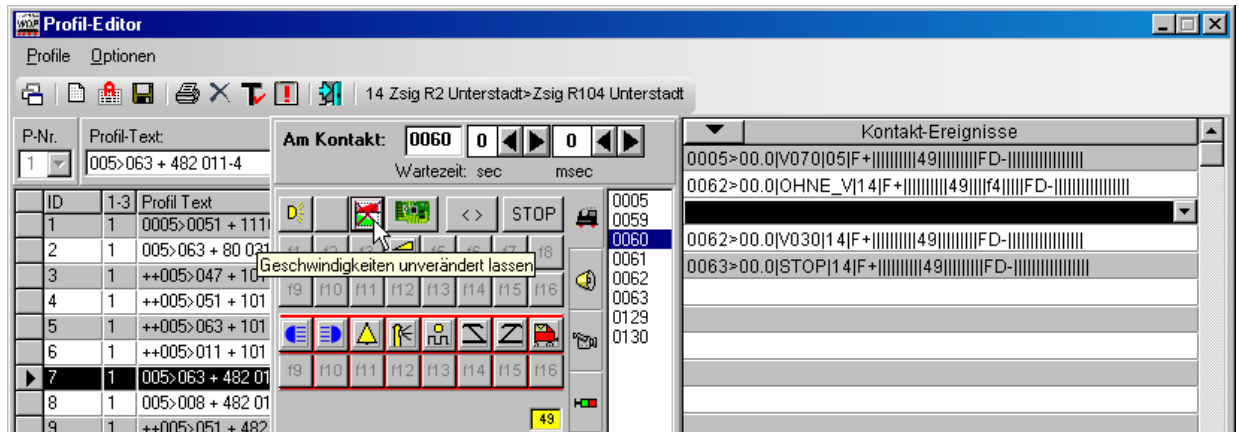 Profil-Editor
Profile Optionen
14 Zsig R2 Unterstadt>Zsig R104 Unterstadt
P-Nr. Profil-Text:
1 005>063 + 482 011-4
Am Kontakt: 0060 0 0
Wartezeit: sec msec
Kontakt-Ereignisse
0005>00.0|V070|05|F+||||||||||49|||||||||FD-||||||||||||||||
0062>00.0|OHNE_V|14|F+||||||||||49||||f4|||||FD-||||||||||||||||
0062>00.0|V030|14|F+||||||||||49|||||||||FD-||||||||||||||||
0063>00.0|STOP|14|F+||||||||||49|||||||||FD-||||||||||||||||
ID 1-3 Profil Text
1 1 0005>0051 + 111
2 1 005>063 + 80 03
3 1 ++005>047 + 10
4 1 ++005>051 + 101
5 1 ++005>063 + 101
6 1 ++005>011 + 101
7 1 005>063 + 482 01
8 1 005>008 + 482 01
9 1 ++005>051 + 482
D < > STOP
f8
Geschwindigkeiten unverändert lassen
f9 f10 f11 f12 f13 f14 f15 f16
f9 f10 f11 f12 f13 f14 f15 f16
49
0005
0059
0060
0061
0062
0063
0129
0130